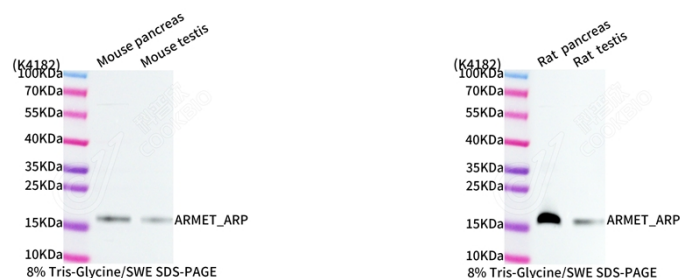 Mouse pancreas
Mouse testis
(K4182)
100KDa
70KDa
55KDa
40KDa
35KDa
25KDa
15KDa
10KDa
ARMET_ARP
8% Tris-Glycine/SWE SDS-PAGE
Rat pancreas
Rat testis
(K4182)
100KDa
70KDa
55KDa
40KDa
35KDa
25KDa
15KDa
10KDa
ARMET_ARP
8% Tris-Glycine/SWE SDS-PAGE